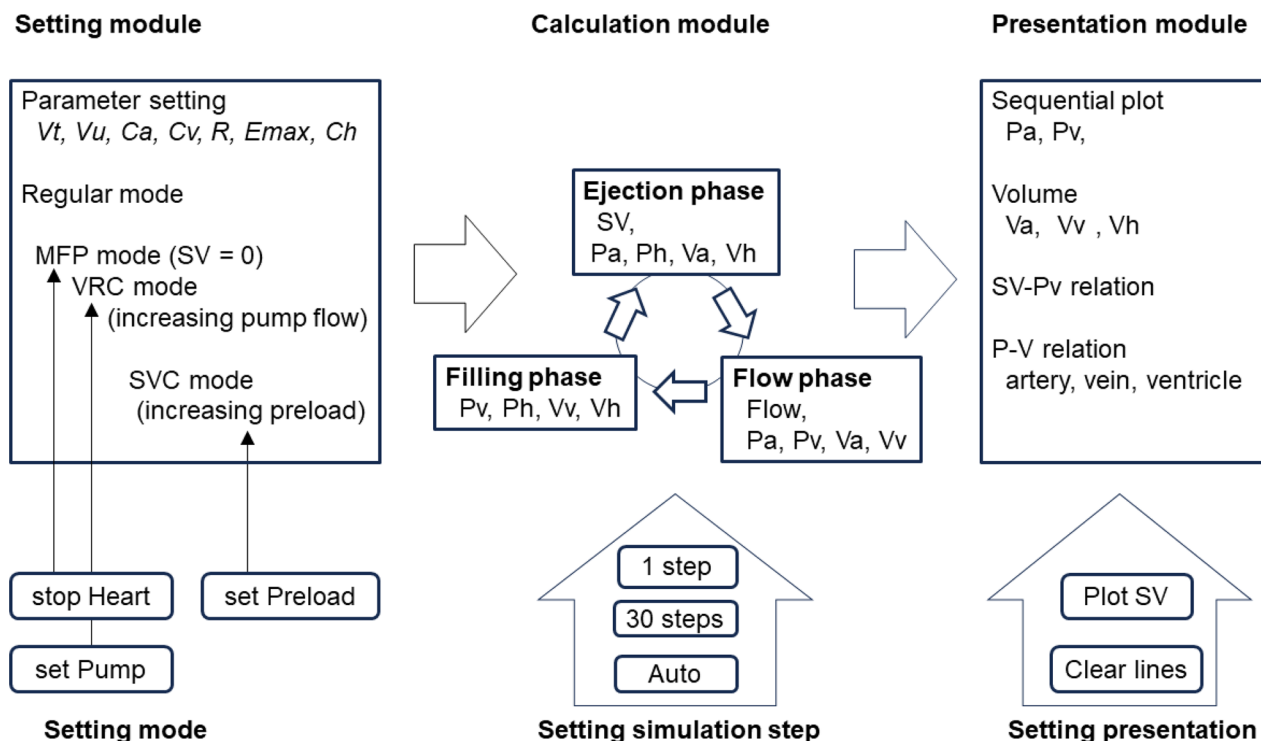 Setting module
Parameter setting
Vt, Vu, Ca, Cv, R, Emax, Ch
Regular mode
MFP mode (SV = 0)
VRC mode
(increasing pump flow)
SVC mode
(increasing preload)
stop Heart
set Preload
set Pump
Setting mode
Calculation module
Ejection phase
SV,
Pa, Ph, Va, Vh
Filling phase
Pv, Ph, Vv, Vh
Flow phase
Flow,
Pa, Pv, Va, Vv
1 step
30 steps
Auto
Setting simulation step
Presentation module
Sequential plot
Pa, Pv,
Volume
Va, Vv , Vh
SV-Pv relation
P-V relation
artery, vein, ventricle
Plot SV
Clear lines
Setting presentation